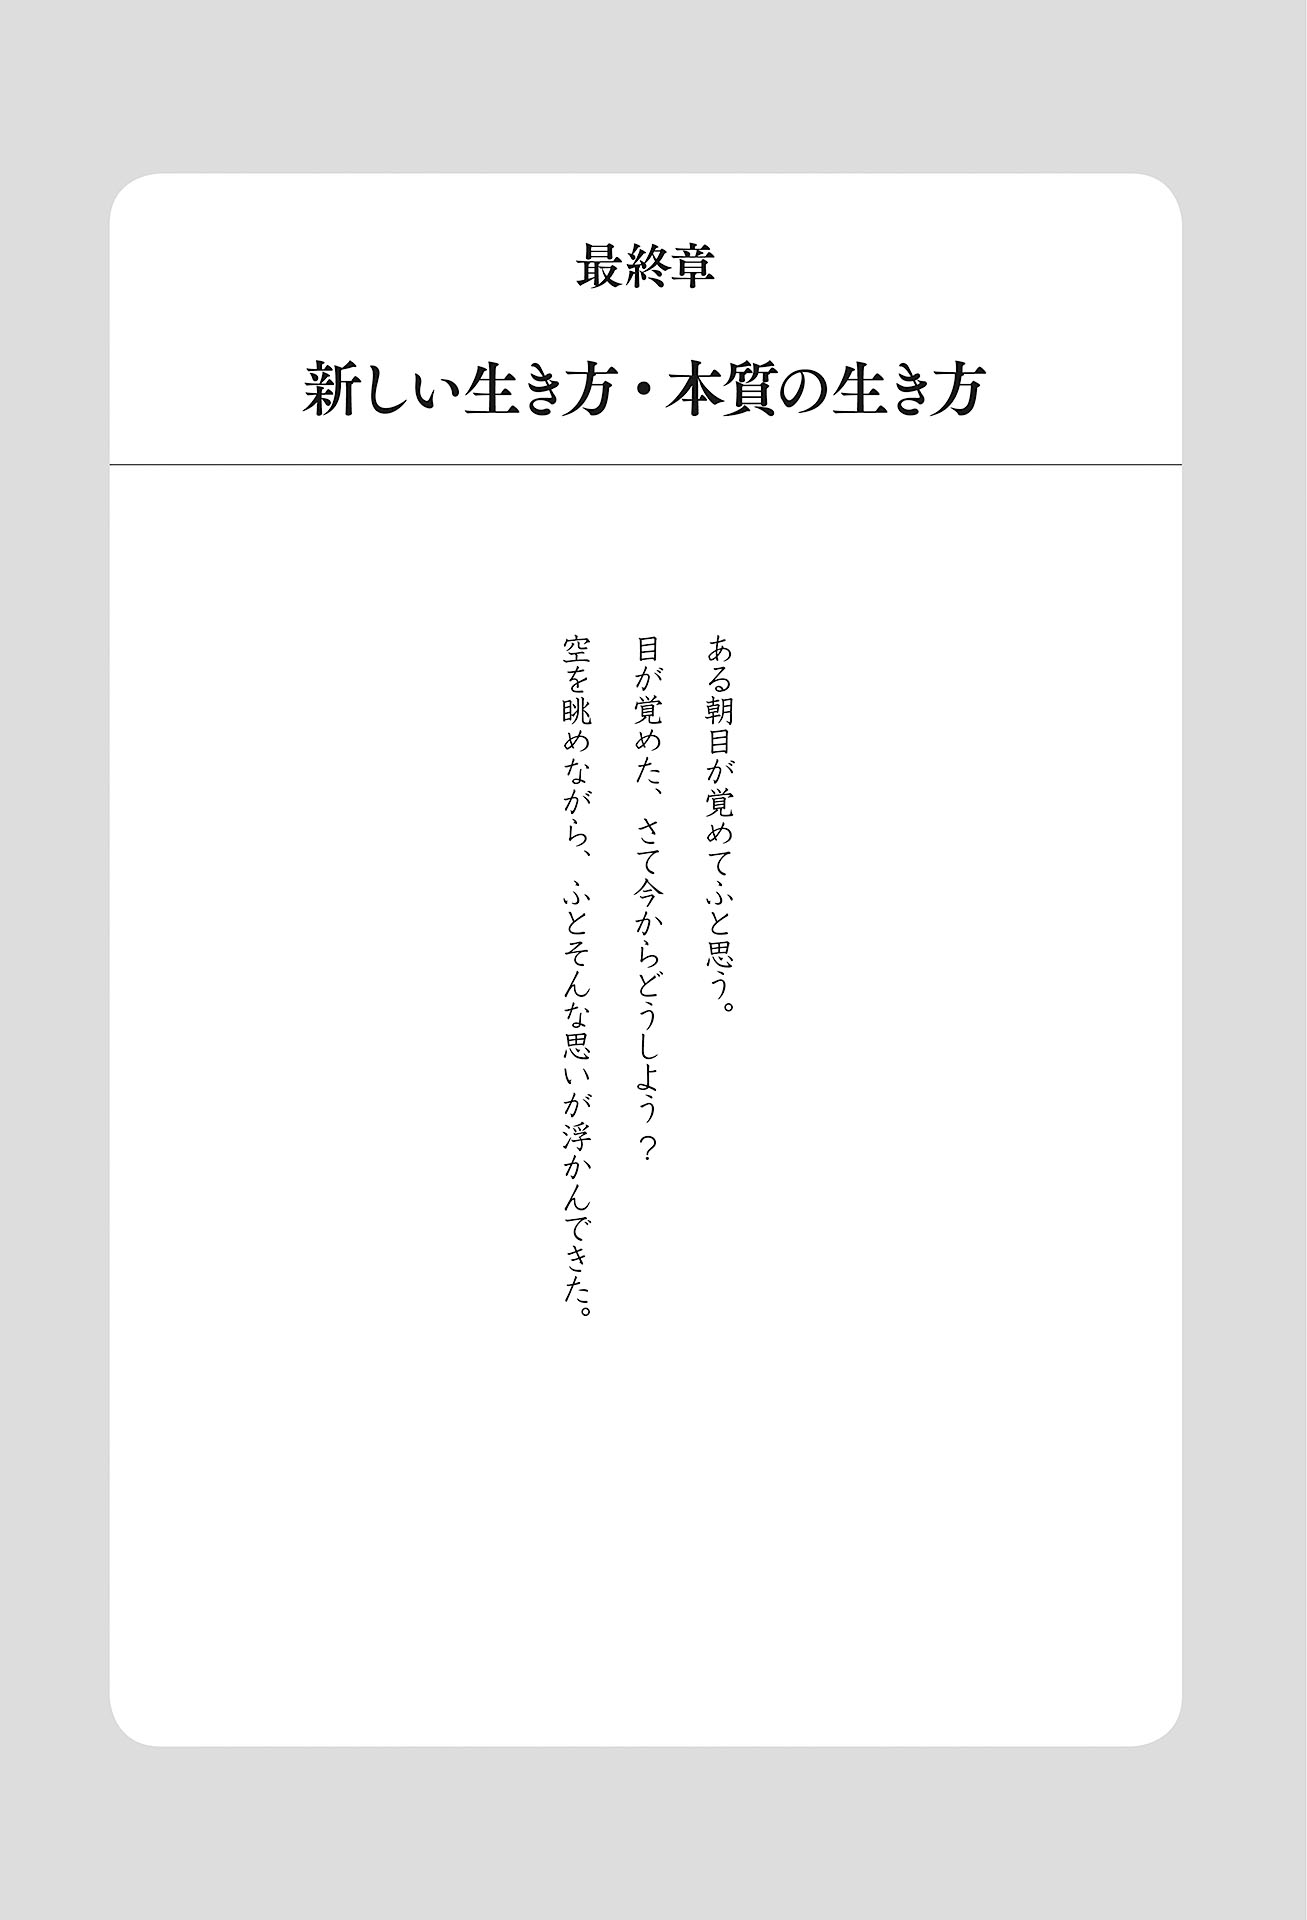 最終章
新しい生き方・本質の生き方
ある朝目が覚めてふと思う。
目が覚めた、さて今からどうしよう？
空を眺めながら、ふとそんな思いが浮かんできた。